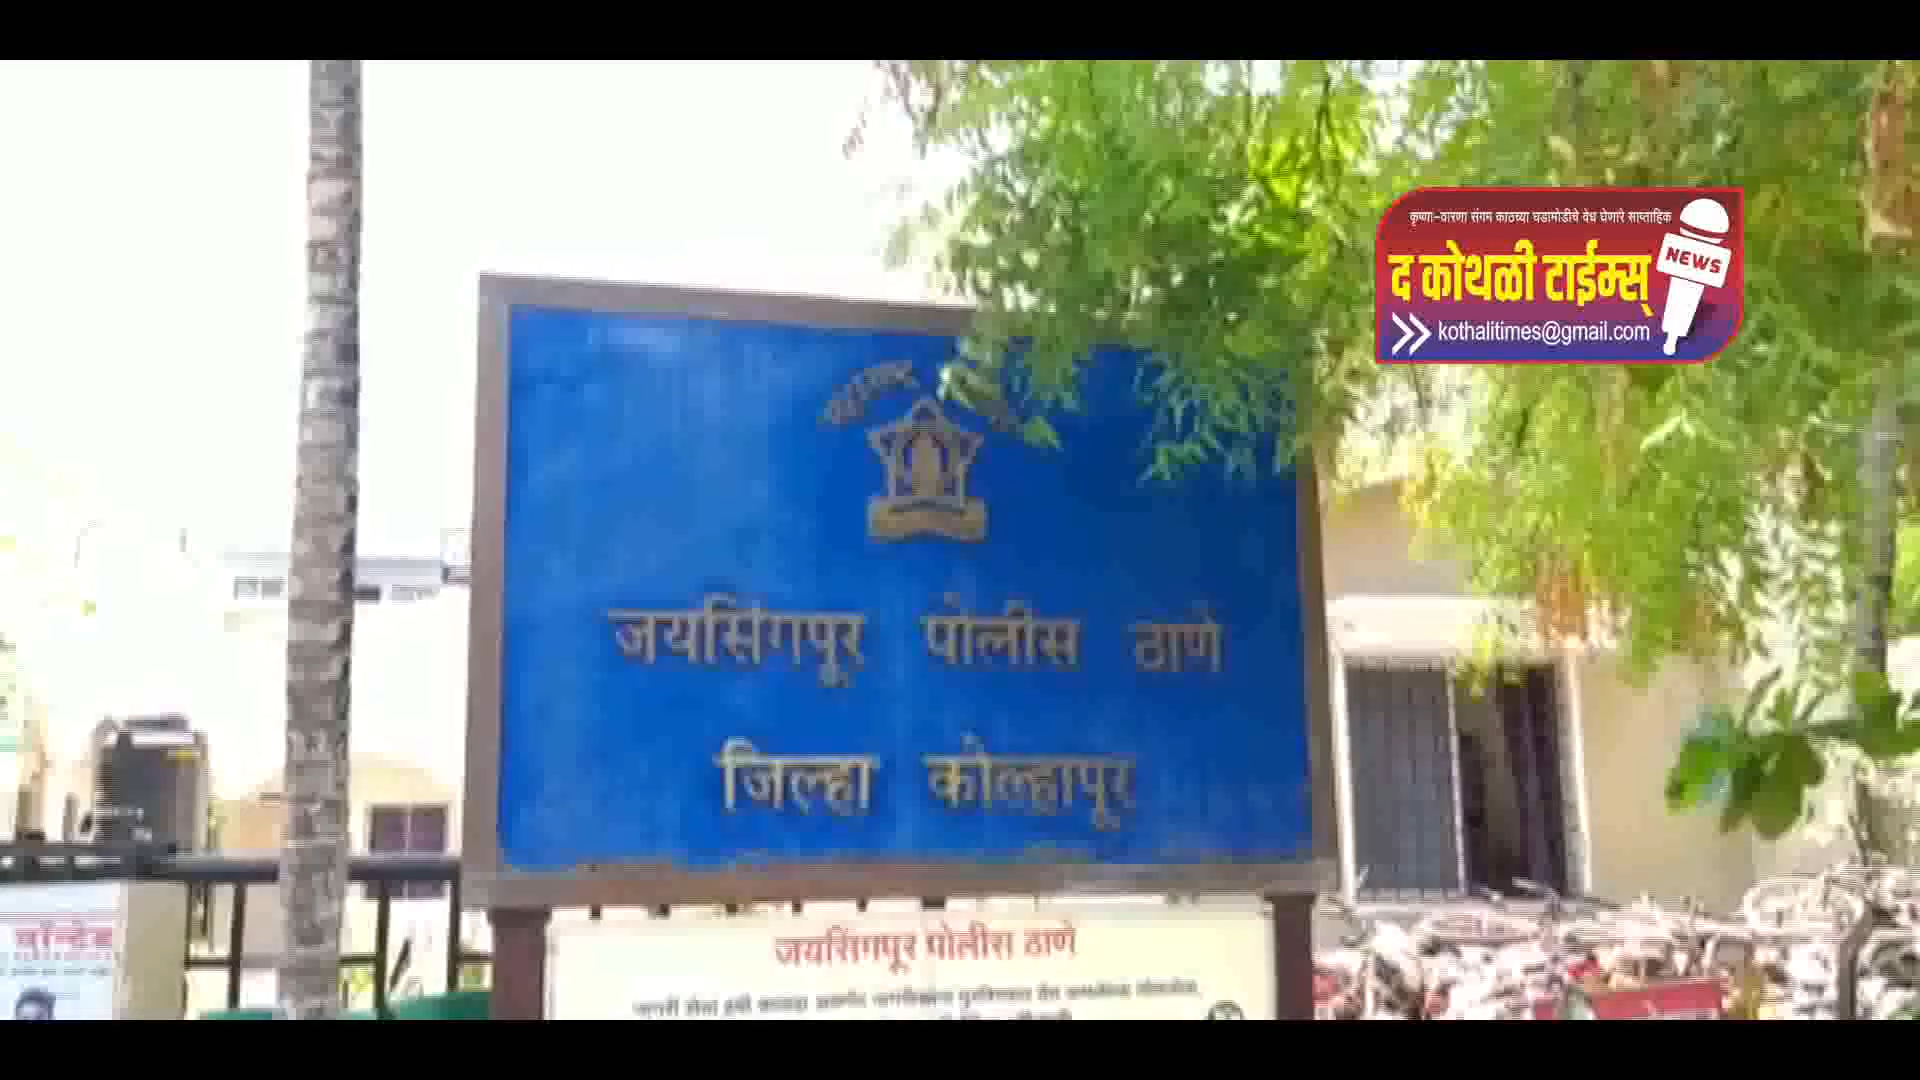 कृष्णा-वारणा संगम काठच्या घडामोडीचे वेध घेणारे साप्ताहिक
द कोथळी टाईम्स्
NEWS
kothalitimes@gmail.com
जयसिंगपूर पोलीस ठाणे
जिल्हा कोल्हापूर
जयसिंगपूर पोलीस ठाणे